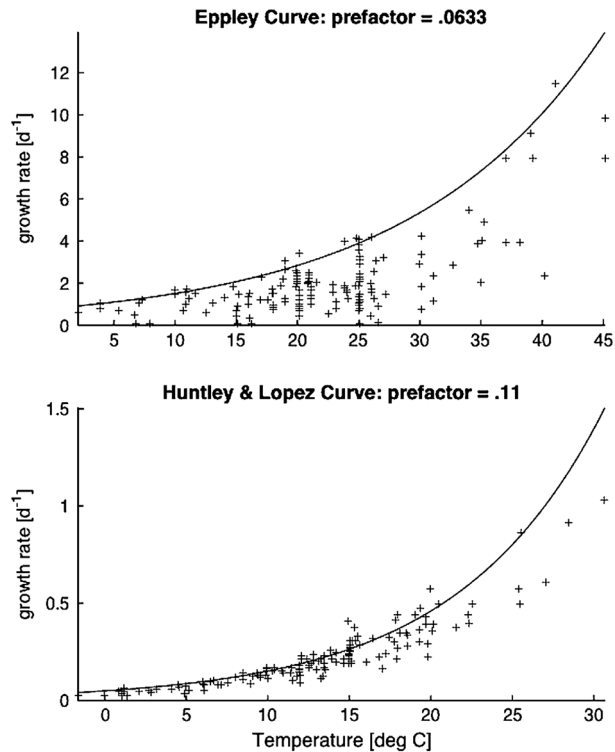 Eppley Curve: prefactor = .0633
growth rate [d⁻¹]
12
10
8
6
4
2
0
5 10 15 20 25 30 35 40 45
Huntley & Lopez Curve: prefactor = .11
growth rate [d⁻¹]
1.5
1
0.5
0
0 5 10 15 20 25 30
Temperature [deg C]